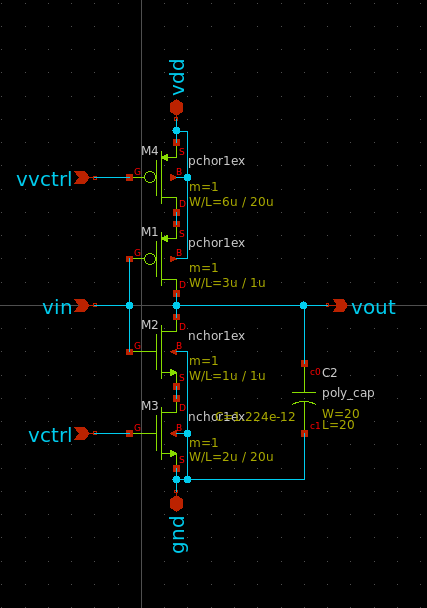 vdd
S
M4
pchor1ex
vvctrl
G
B
m=1
W/L=6u / 20u
D
S
M1
pchor1ex
G
B
m=1
W/L=3u / 1u
D
vin
vout
D
M2
nchor1ex
G
B
m=1
W/L=1u / 1u
S
c0
C2
poly_cap
D
M3
nchor1ex
C=1.224e-12
W=20
L=20
vctrl
G
B
c1
m=1
W/L=2u / 20u
S
gnd